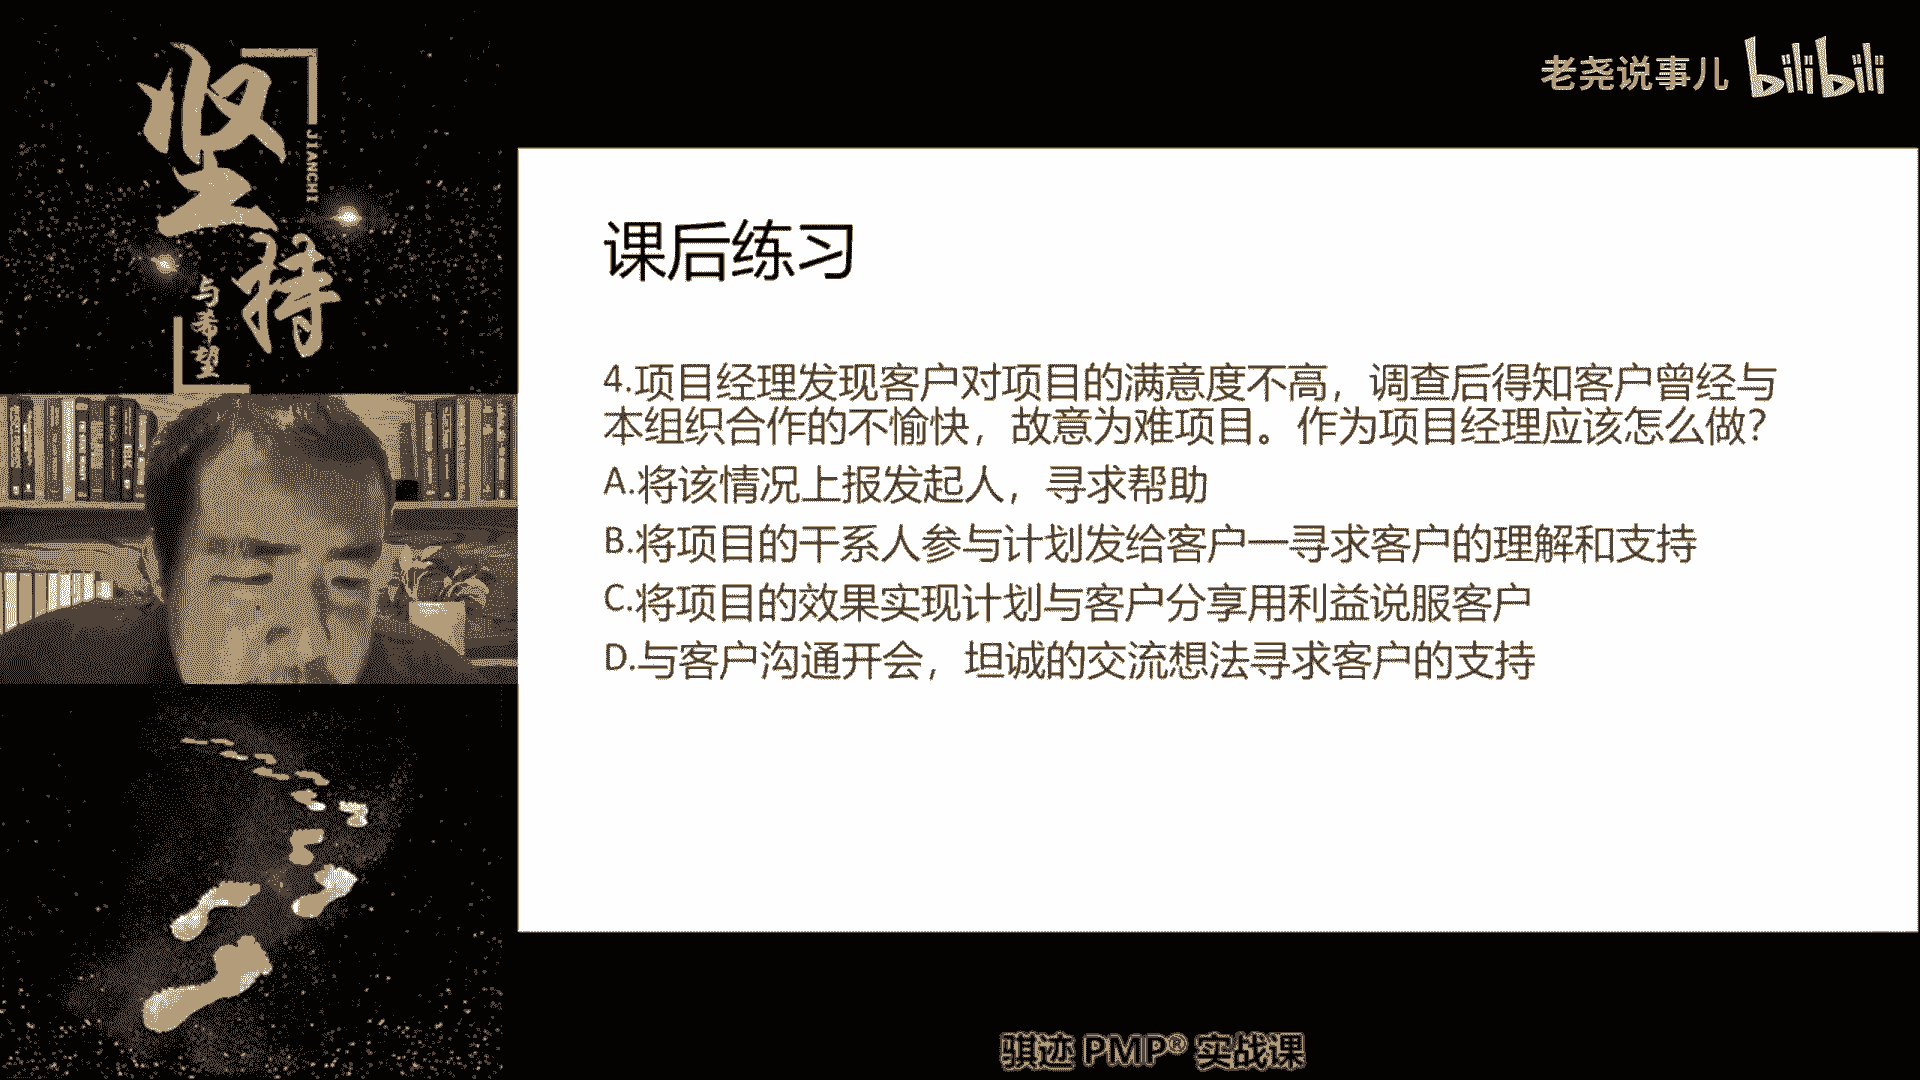 坚持
JIANCHI
与希望
老尧说事儿 bilibili
课后练习
4.项目经理发现客户对项目的满意度不高，调查后得知客户曾经与
本组织合作的不愉快，故意为难项目。作为项目经理应该怎么做？
A.将该情况上报发起人，寻求帮助
B.将项目的干系人参与计划发给客户一寻求客户的理解和支持
C.将项目的效果实现计划与客户分享用利益说服客户
D.与客户沟通开会，坦诚的交流想法寻求客户的支持
骐迹 PMP® 实战课